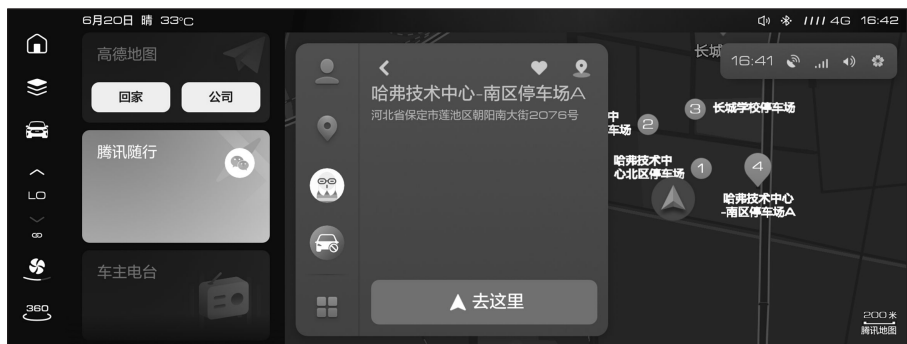 6月20日 晴 33°C
4G 16:42
高德地图
回家
公司
腾讯随行
车主电台
LO
360
哈弗技术中心-南区停车场A
河北省保定市莲池区朝阳南大街2076号
去这里
长城
16:41
3 长城学校停车场
中
车场 2
哈弗技术中
心北区停车场 1
4
哈弗技术中心
-南区停车场A
200米
腾讯地图